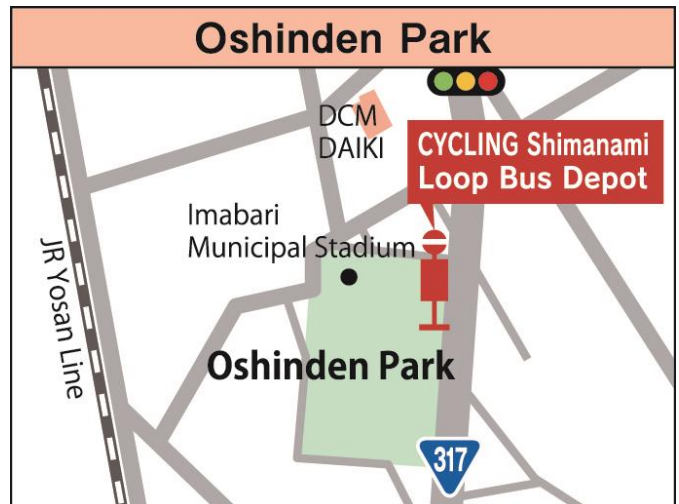 Oshinden Park
DCM
DAIKI
CYCLING Shimanami
Loop Bus Depot
Imabari
Municipal Stadium
JR Yosan Line
Oshinden Park
317